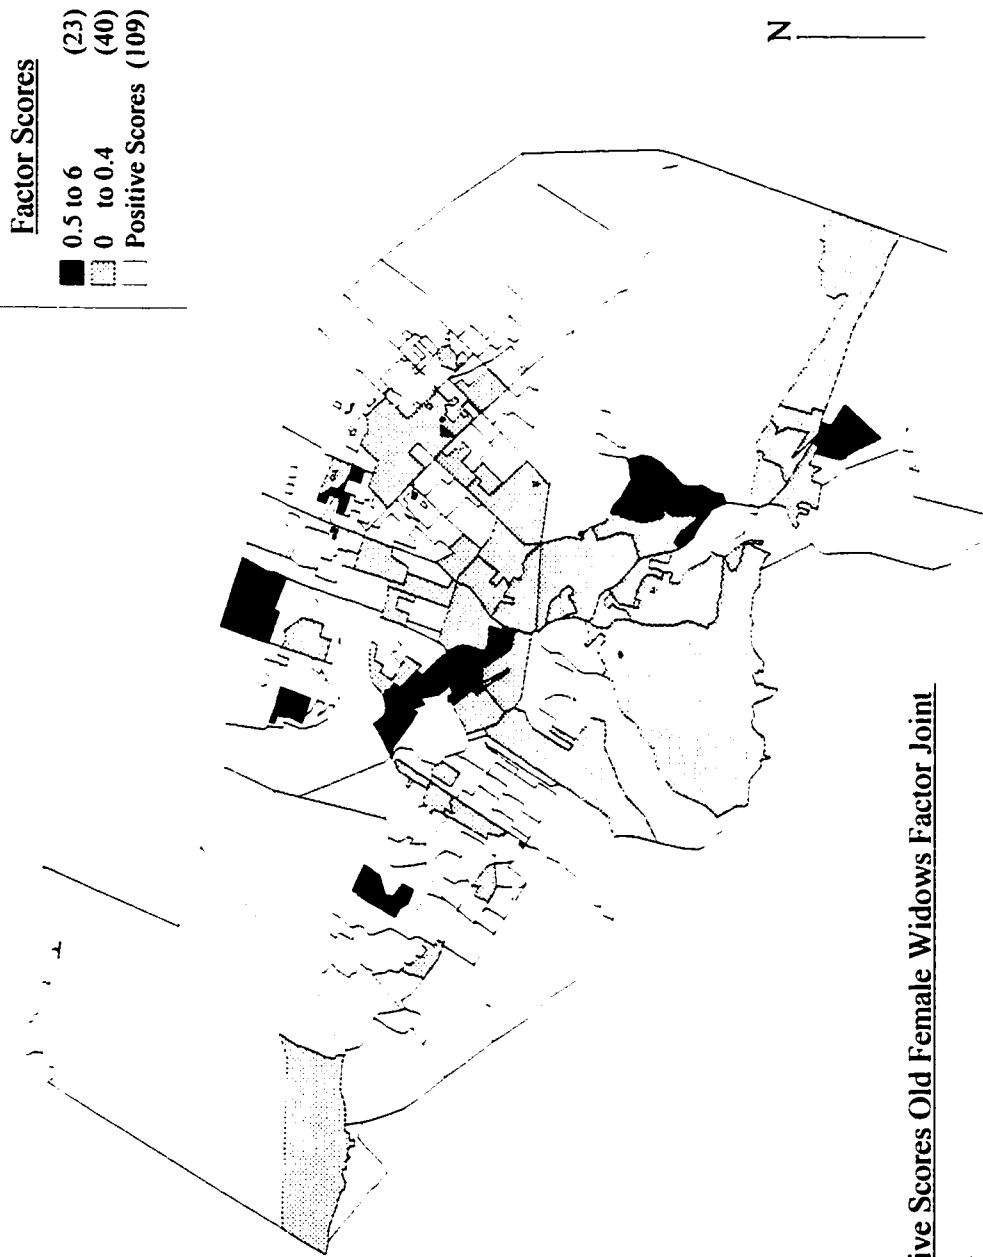 Factor Scores
0.5 to 6 (23)
0 to 0.4 (40)
Positive Scores (109)
N
ive Scores Old Female Widows Factor Joint